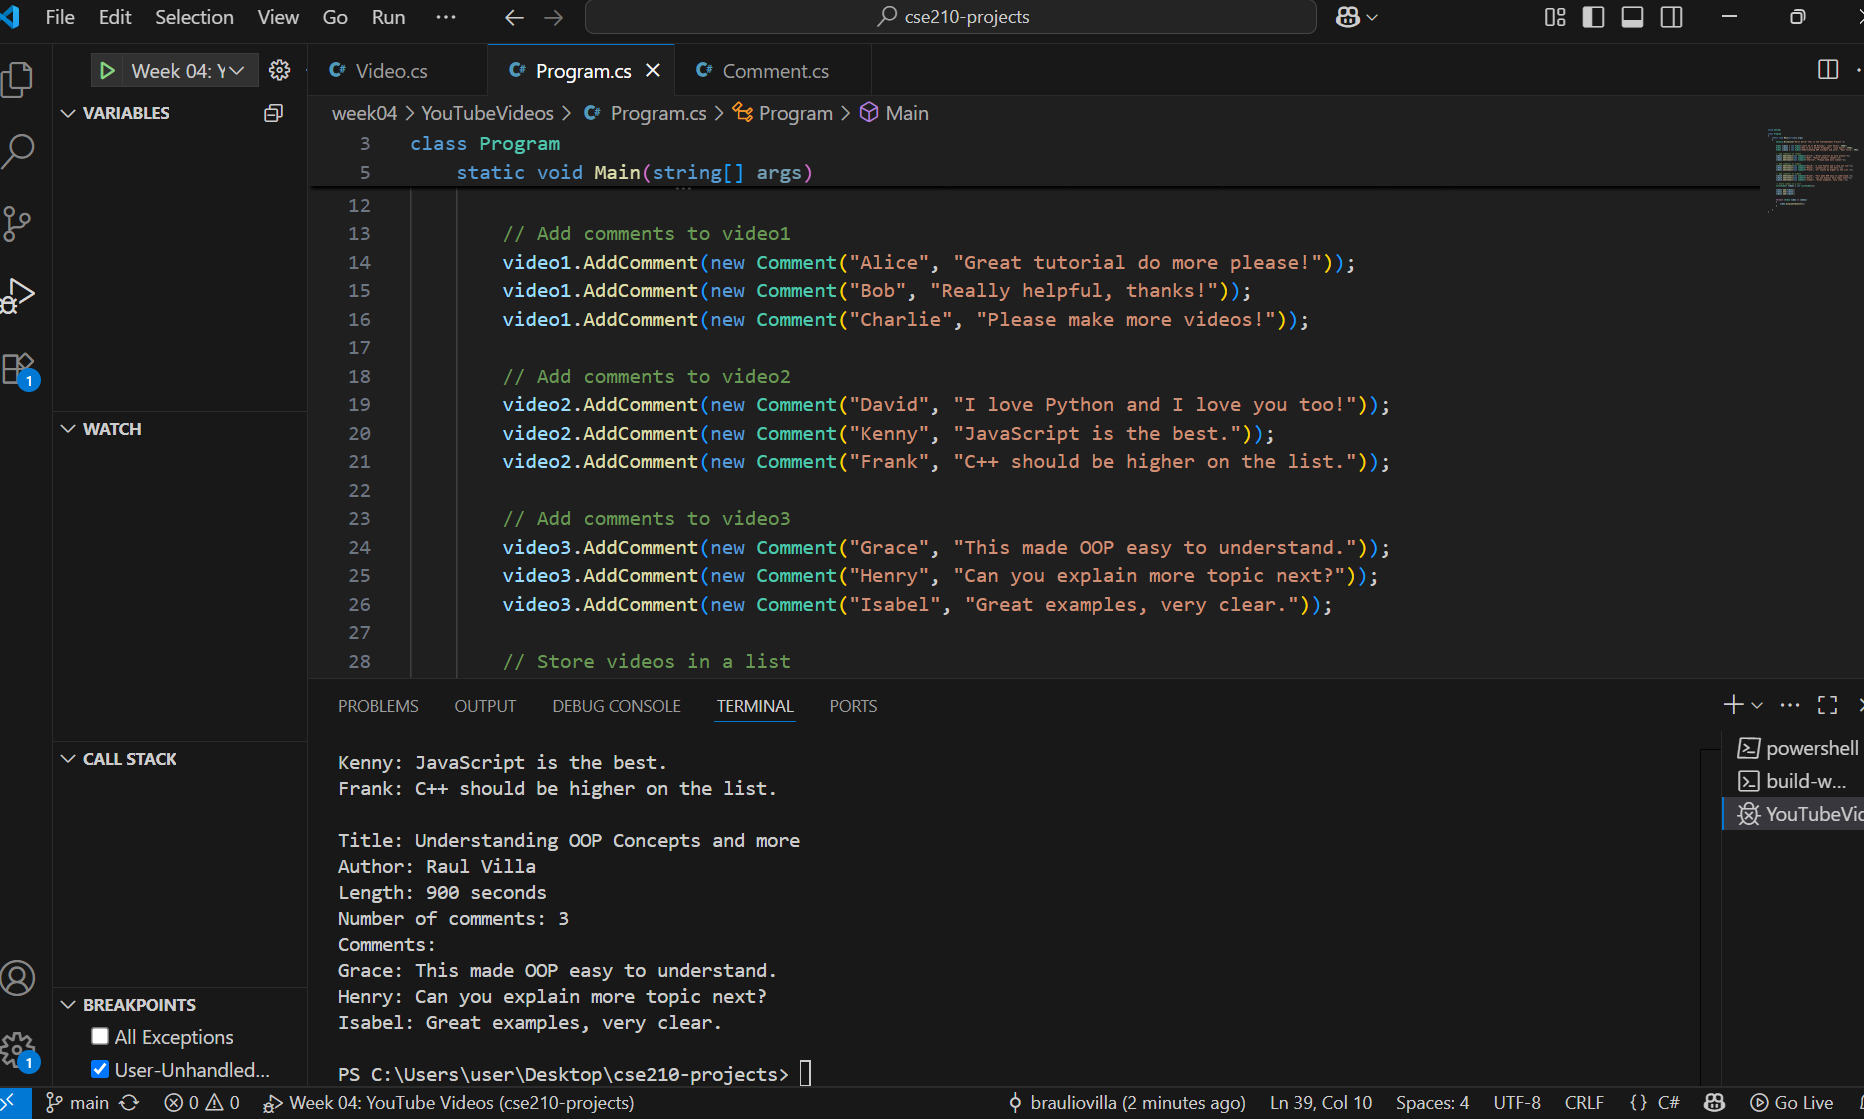 File Edit Selection View Go Run ··· cse210-projects
Week 04: Y
Video.cs Program.cs Comment.cs
VARIABLES
week04 > YouTubeVideos > Program.cs > Program > Main
3 class Program
5 static void Main(string[] args)
12
13 // Add comments to video1
14 video1.AddComment(new Comment("Alice", "Great tutorial do more please!"));
15 video1.AddComment(new Comment("Bob", "Really helpful, thanks!"));
16 video1.AddComment(new Comment("Charlie", "Please make more videos!"));
17
18 // Add comments to video2
19 video2.AddComment(new Comment("David", "I love Python and I love you too!"));
20 video2.AddComment(new Comment("Kenny", "JavaScript is the best."));
21 video2.AddComment(new Comment("Frank", "C++ should be higher on the list."));
22
23 // Add comments to video3
24 video3.AddComment(new Comment("Grace", "This made OOP easy to understand."));
25 video3.AddComment(new Comment("Henry", "Can you explain more topic next?"));
26 video3.AddComment(new Comment("Isabel", "Great examples, very clear."));
27
28 // Store videos in a list
1
WATCH
CALL STACK
BREAKPOINTS
All Exceptions
User-Unhandled...
1
PROBLEMS OUTPUT DEBUG CONSOLE TERMINAL PORTS
Kenny: JavaScript is the best.
Frank: C++ should be higher on the list.
Title: Understanding OOP Concepts and more
Author: Raul Villa
Length: 900 seconds
Number of comments: 3
Comments:
Grace: This made OOP easy to understand.
Henry: Can you explain more topic next?
Isabel: Great examples, very clear.
PS C:\Users\user\Desktop\cse210-projects>
powershell
build-w...
YouTubeVid
main 0 0 Week 04: YouTube Videos (cse210-projects) brauliovilla (2 minutes ago) Ln 39, Col 10 Spaces: 4 UTF-8 CRLF {} C# Go Live